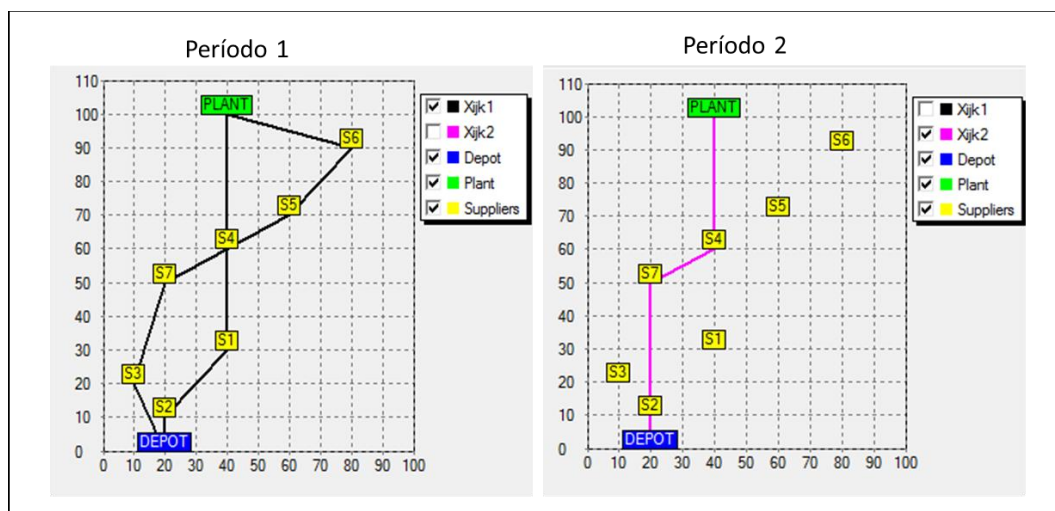 Período 1
Período 2
110
100
90
80
70
60
50
40
30
20
10
0
0 10 20 30 40 50 60 70 80 90 100
PLANT
S6
S5
S4
S7
S1
S3
S2
DEPOT
Xijk1
Xijk2
Depot
Plant
Suppliers
110
100
90
80
70
60
50
40
30
20
10
0
0 10 20 30 40 50 60 70 80 90 100
PLANT
S6
S5
S4
S7
S1
S3
S2
DEPOT
Xijk1
Xijk2
Depot
Plant
Suppliers